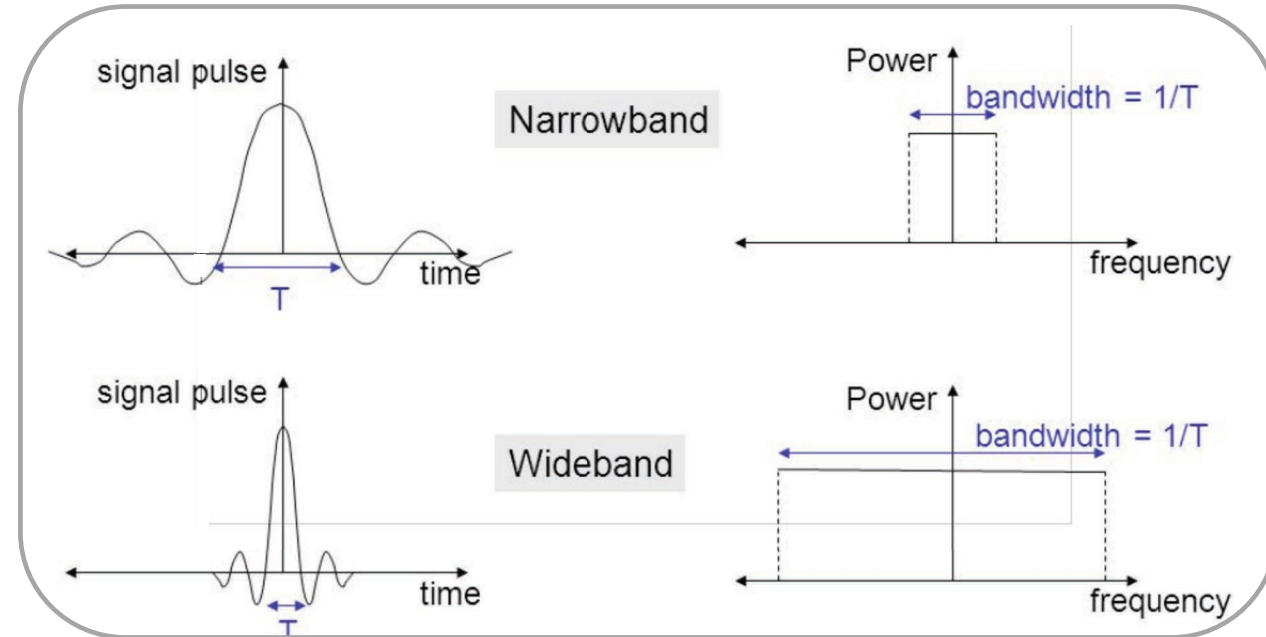 signal pulse
Narrowband
Power
bandwidth = 1/T
time
T
frequency
signal pulse
Wideband
Power
bandwidth = 1/T
time
T
frequency